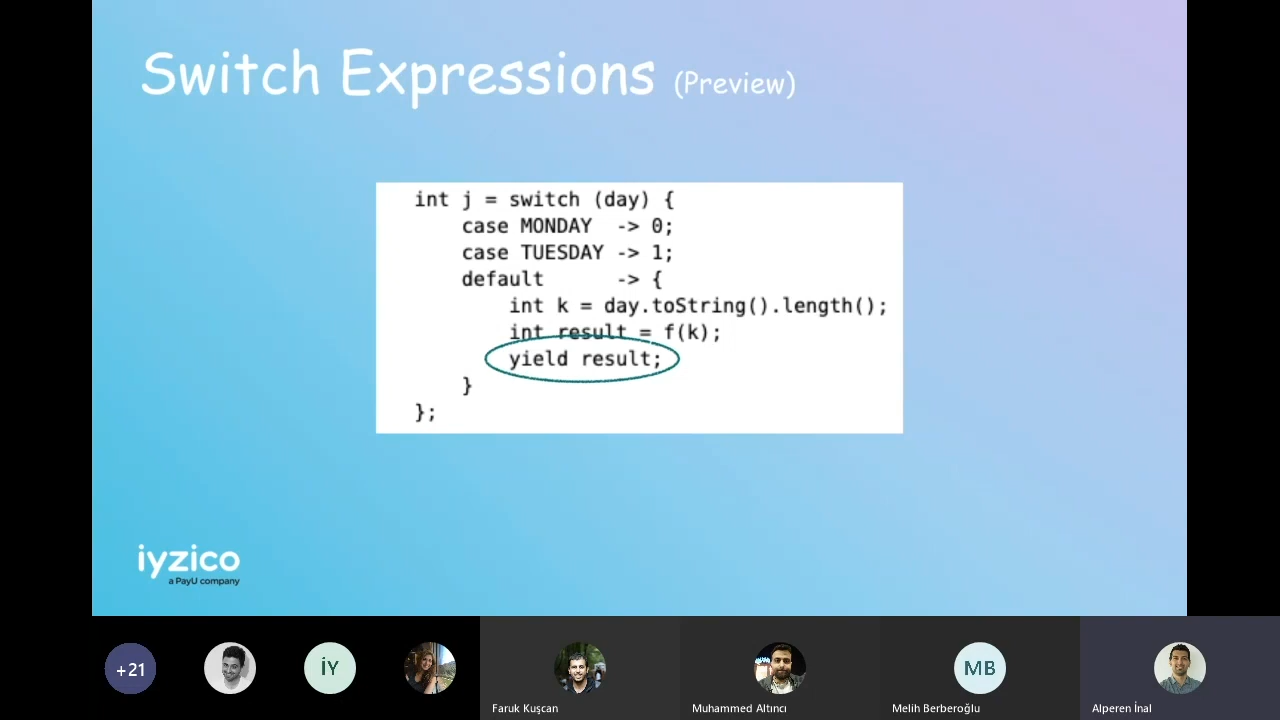 Switch Expressions (Preview)
int j = switch (day) {
    case MONDAY  -> 0;
    case TUESDAY -> 1;
    default      -> {
        int k = day.toString().length();
        int result = f(k);
        yield result;
    }
};
iyzico
a PayU company
+21
İY
MB
Faruk Kuşcan
Muhammed Altıncı
Melih Berberoğlu
Alperen İnal